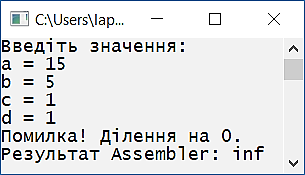 C:\Users\lap...
Введіть значення:
a = 15
b = 5
c = 1
d = 1
Помилка! Ділення на 0.
Результат Assembler: inf